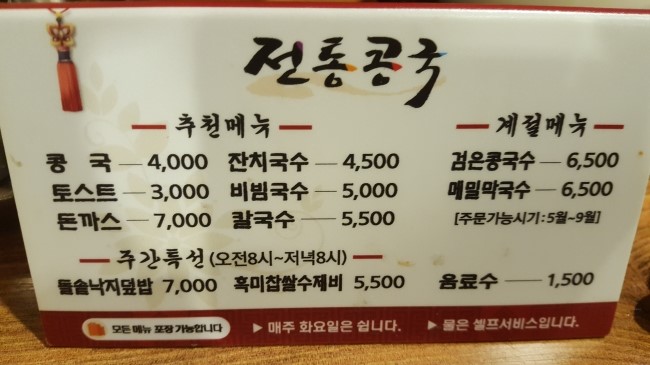 전통콩국
추천메뉴
계절메뉴
콩국 4,000 잔치국수 4,500 검은콩국수 6,500
토스트 3,000 비빔국수 5,000 메밀막국수 6,500
돈까스 7,000 칼국수 5,500 [주문가능시기:5월~9월]
주간특선 (오전8시~저녁8시)
돌솥낙지덮밥 7,000 흑미찹쌀수제비 5,500 음료수 1,500
모든 메뉴 포장 가능입니다 ▶ 매주 화요일은 쉽니다. ▶ 물은 셀프서비스입니다.